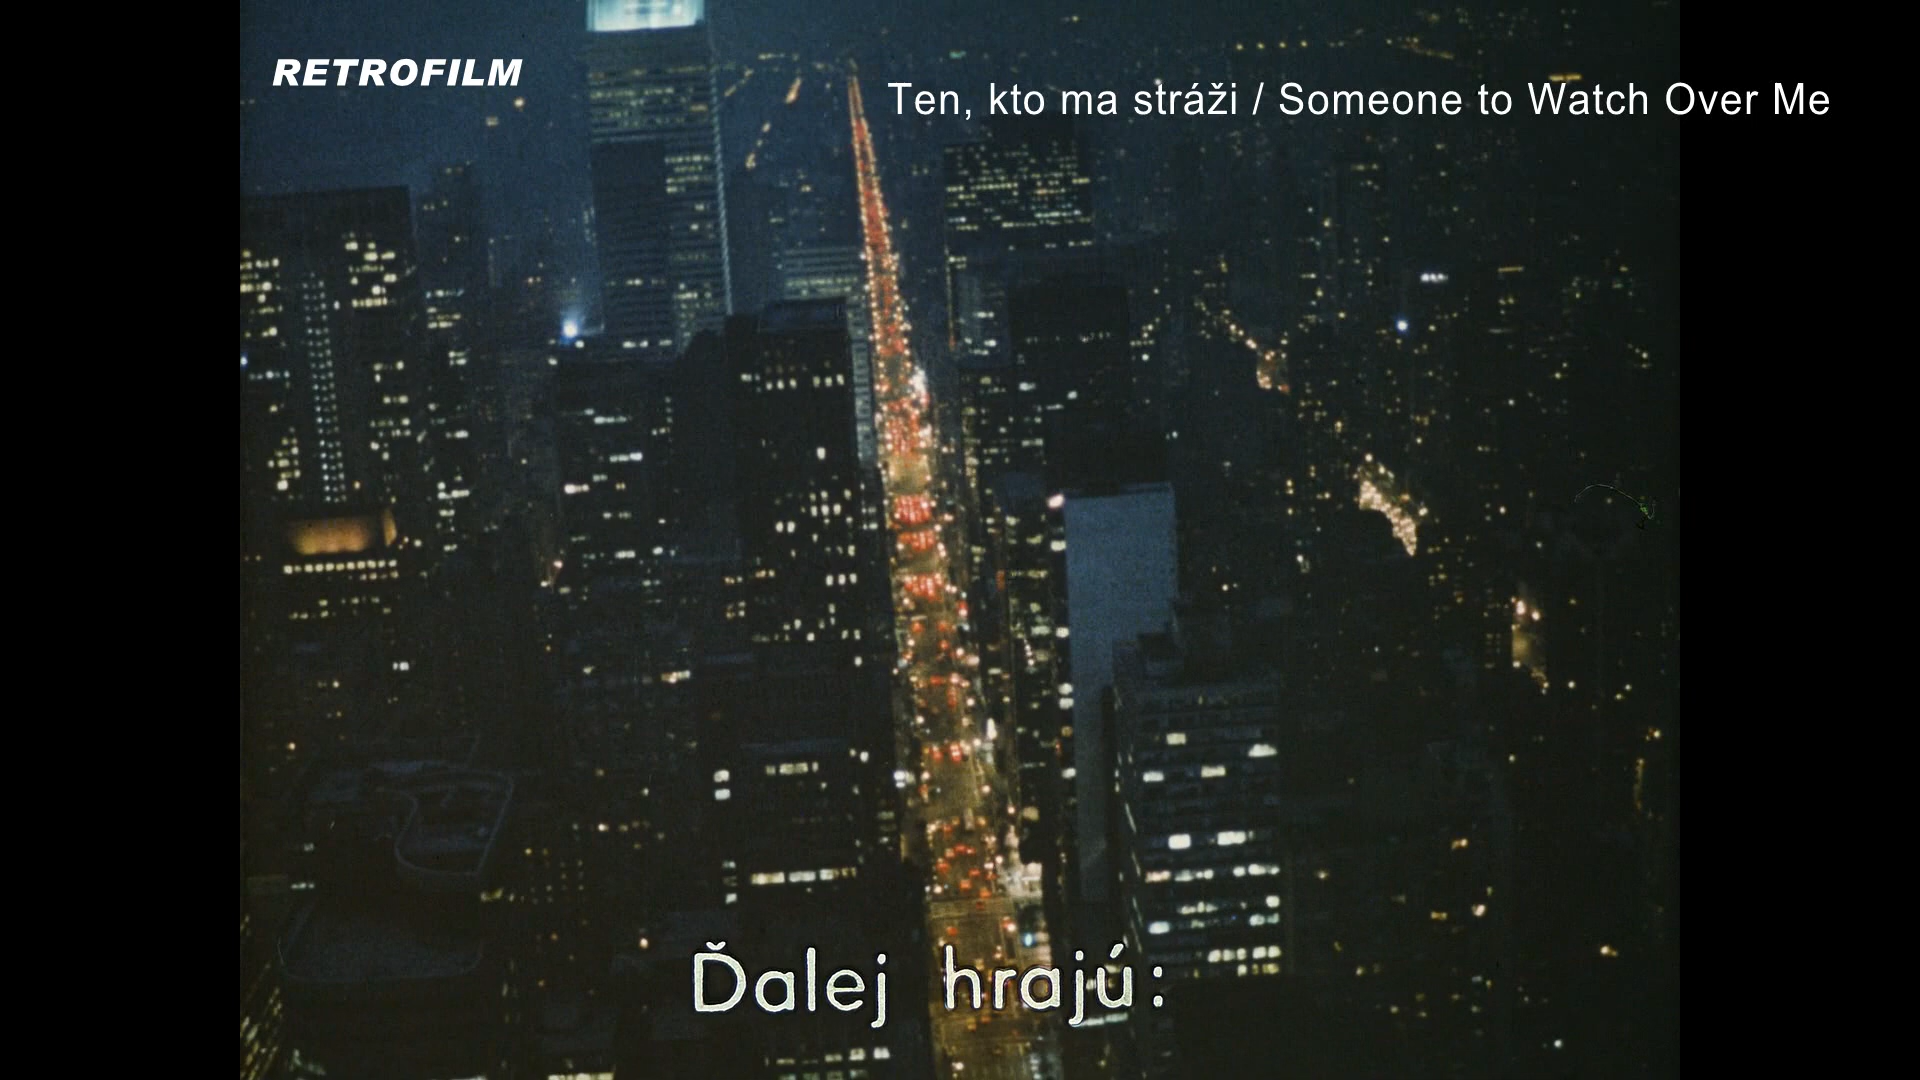 RETROFILM
Ten, kto ma stráži / Someone to Watch Over Me
Ďalej hrajú: